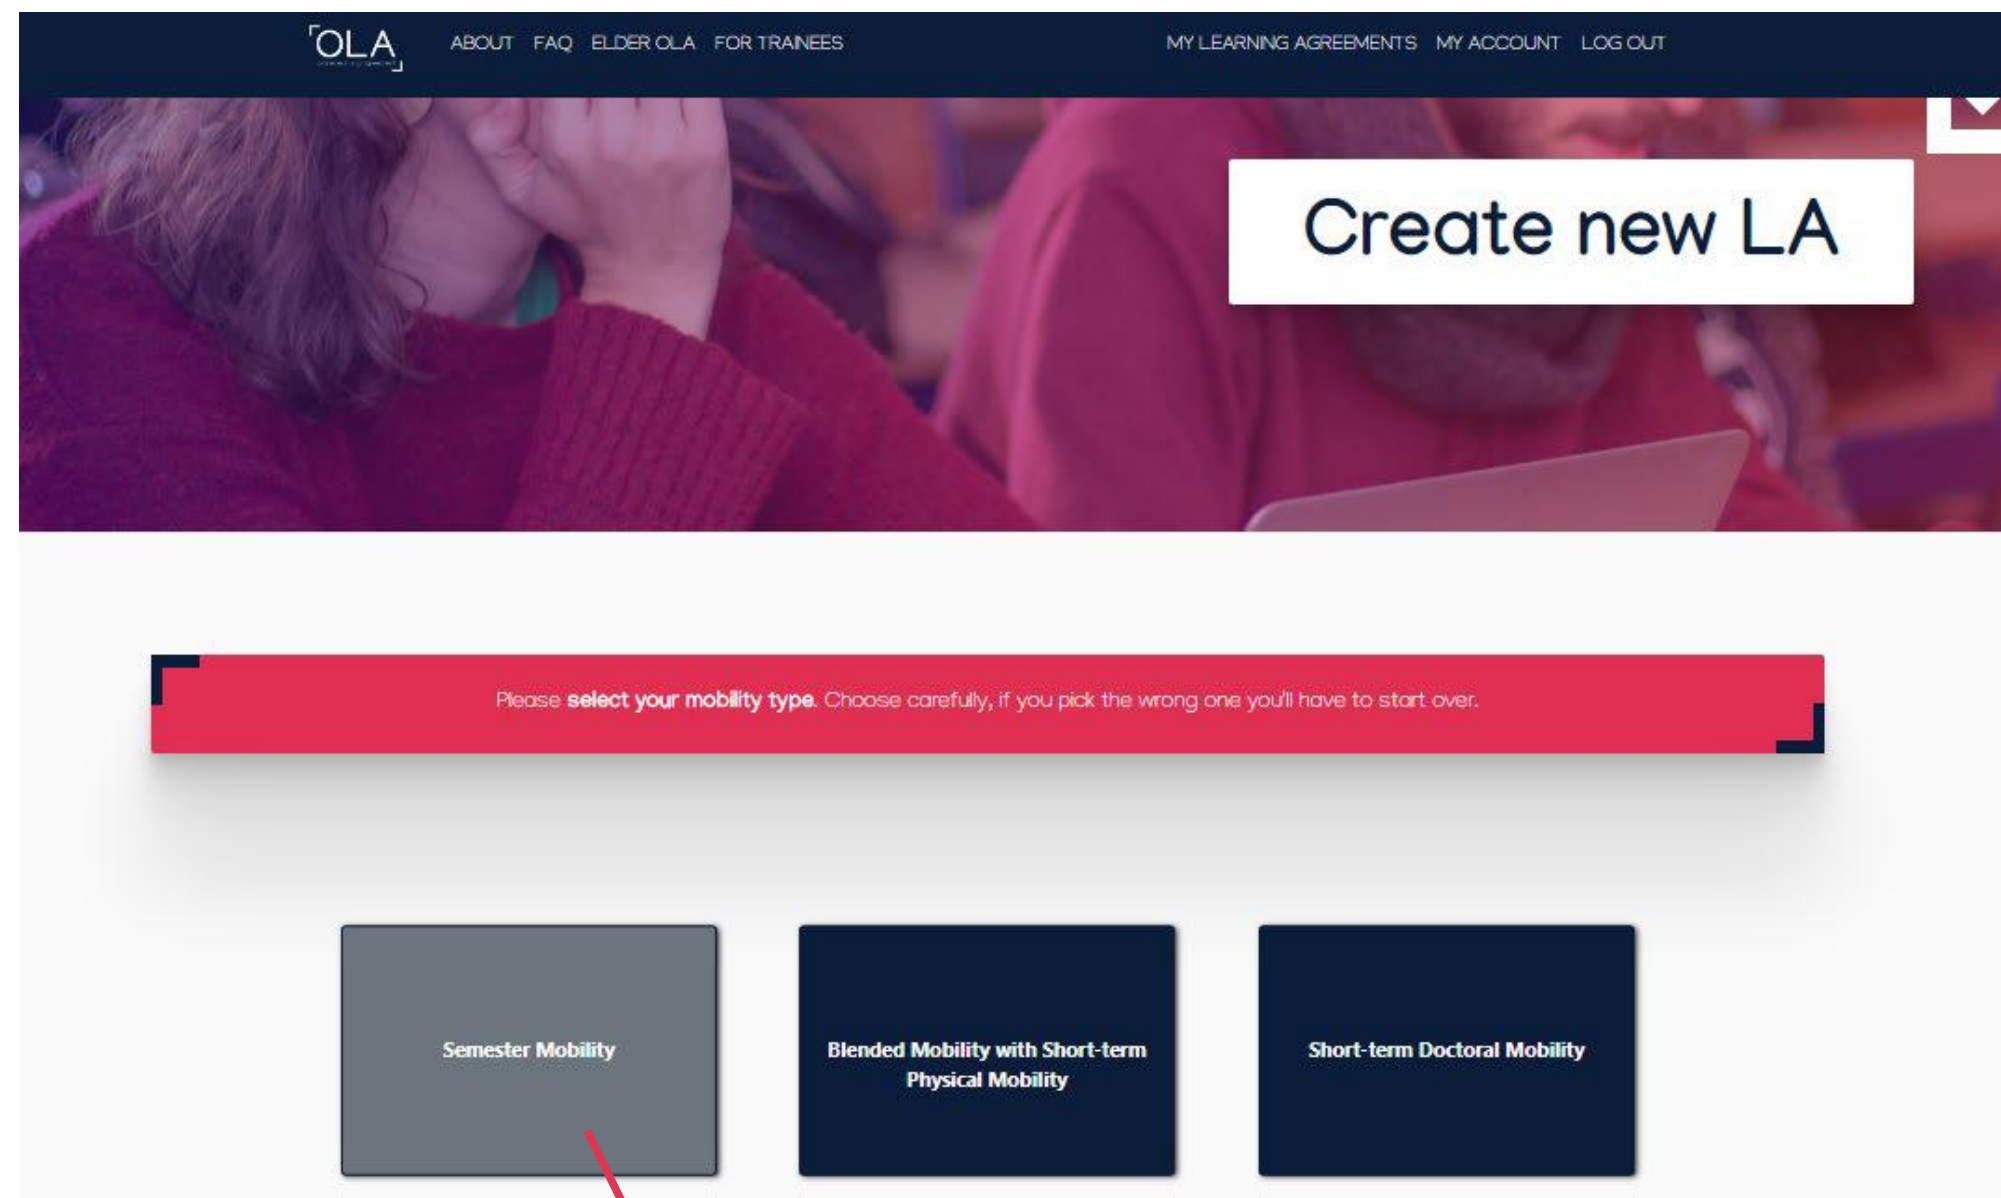 OLA
ABOUT FAQ ELDER OLA FOR TRAINEES
MY LEARNING AGREEMENTS MY ACCOUNT LOG OUT
Create new LA
Please select your mobility type. Choose carefully, if you pick the wrong one you'll have to start over.
Semester Mobility
Blended Mobility with Short-term
Physical Mobility
Short-term Doctoral Mobility